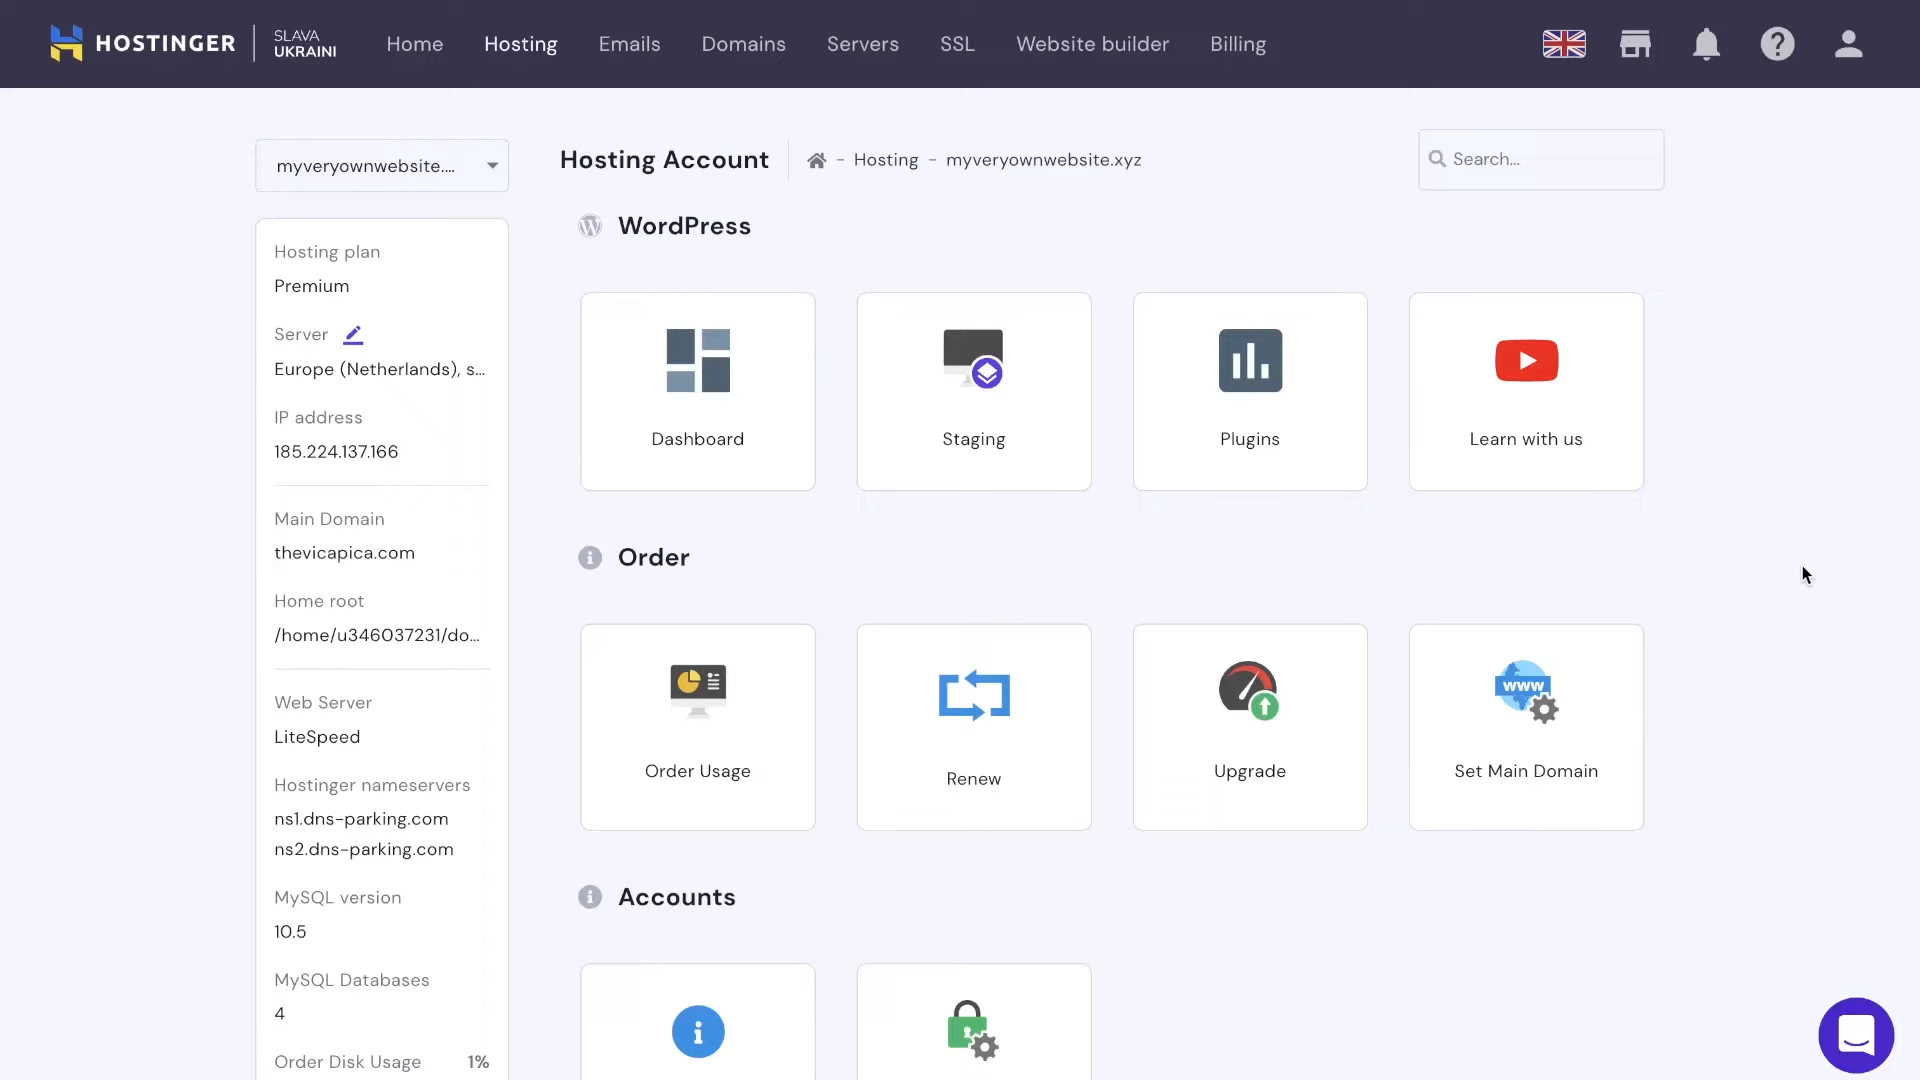 HOSTINGER
SLAVA
UKRAINI
Home
Hosting
Emails
Domains
Servers
SSL
Website builder
Billing
myveryownwebsite....
Hosting Account
- Hosting - myveryownwebsite.xyz
Search...
Hosting plan
Premium
Server
Europe (Netherlands), s...
IP address
185.224.137.166
Main Domain
thevicapica.com
Home root
/home/u346037231/do...
Web Server
LiteSpeed
Hostinger nameservers
ns1.dns-parking.com
ns2.dns-parking.com
MySQL version
10.5
MySQL Databases
4
Order Disk Usage 1%
WordPress
Dashboard
Staging
Plugins
Learn with us
Order
Order Usage
Renew
Upgrade
www
Set Main Domain
Accounts